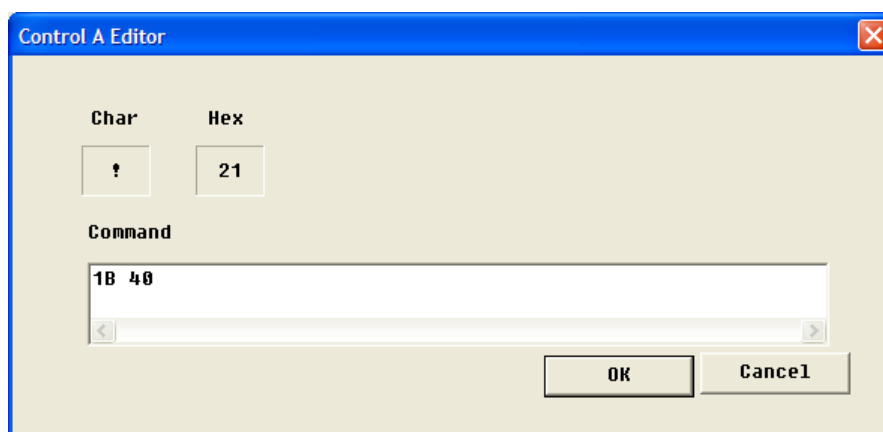 Control A Editor
Char Hex
! 21
Command
1B 40
OK Cancel